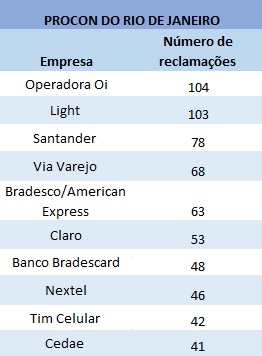 PROCON DO RIO DE JANEIRO
Empresa Número de reclamações
Operadora Oi 104
Light 103
Santander 78
Via Varejo 68
Bradesco/American Express 63
Claro 53
Banco Bradescard 48
Nextel 46
Tim Celular 42
Cedae 41